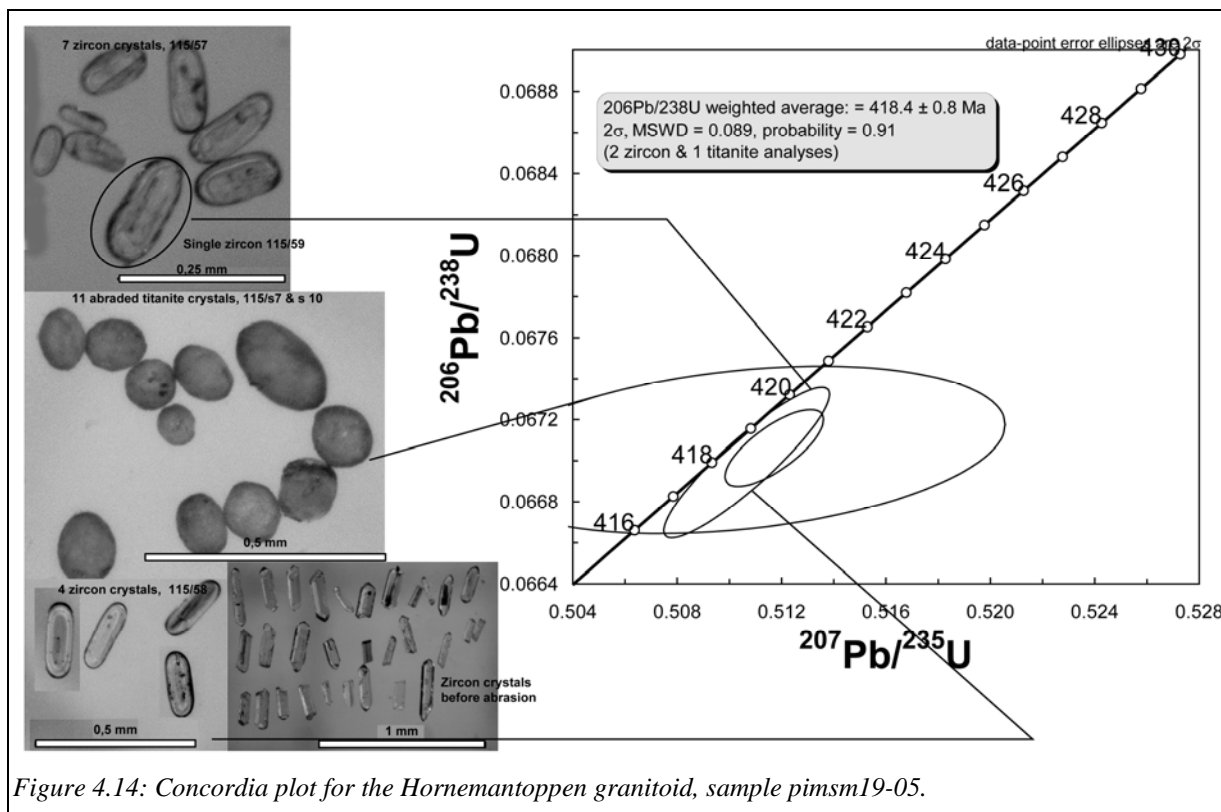 7 zircon crystals, 115/57
Single zircon 115/59
0,25 mm
11 abraded titanite crystals, 115/s7 & s 10
0,5 mm
4 zircon crystals, 115/58
0,5 mm
Zircon crystals
before abrasion
1 mm
data-point error ellipses are 2σ
206Pb/238U weighted average: = 418.4 ± 0.8 Ma
2σ, MSWD = 0.089, probability = 0.91
(2 zircon & 1 titanite analyses)
430
428
426
424
422
420
418
416
0.0688
0.0684
0.0680
0.0676
0.0672
0.0668
0.0664
²⁰⁶Pb/²³⁸U
0.504 0.508 0.512 0.516 0.520 0.524 0.528
²⁰⁷Pb/²³⁵U
Figure 4.14: Concordia plot for the Hornemantoppen granitoid, sample pimsm19-05.